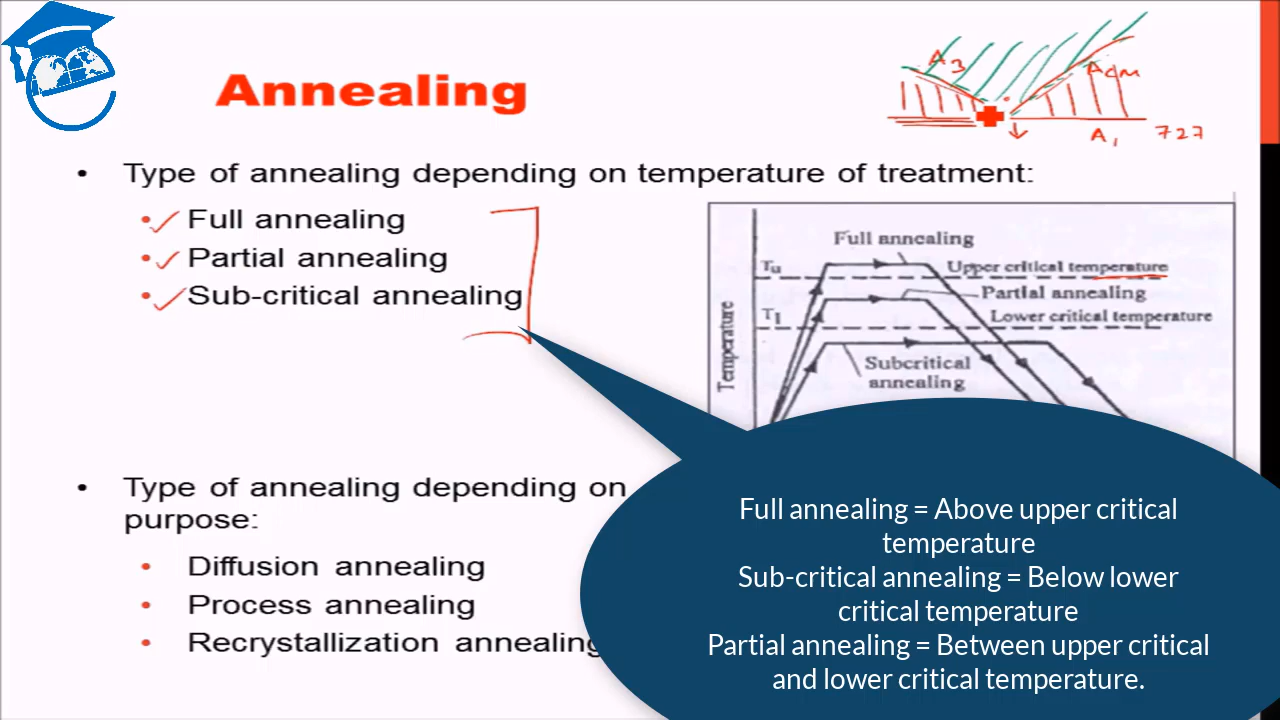 Annealing
A3
Acm
A1
727
• Type of annealing depending on temperature of treatment:
• Full annealing
• Partial annealing
• Sub-critical annealing
Temperature
Full annealing
Tu
Upper critical temperature
Partial annealing
Tl
Lower critical temperature
Subcritical
annealing
• Type of annealing depending on
purpose:
• Diffusion annealing
• Process annealing
• Recrystallization annealing
Full annealing = Above upper critical
temperature
Sub-critical annealing = Below lower
critical temperature
Partial annealing = Between upper critical
and lower critical temperature.